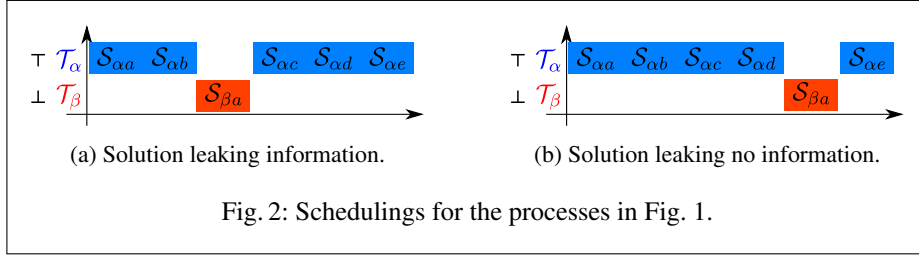 ⊤ 𝒯α 𝒮αa 𝒮αb 𝒮αc 𝒮αd 𝒮αe
⊥ 𝒯β 𝒮βa
(a) Solution leaking information.
⊤ 𝒯α 𝒮αa 𝒮αb 𝒮αc 𝒮αd 𝒮αe
⊥ 𝒯β 𝒮βa
(b) Solution leaking no information.
Fig. 2: Schedulings for the processes in Fig. 1.